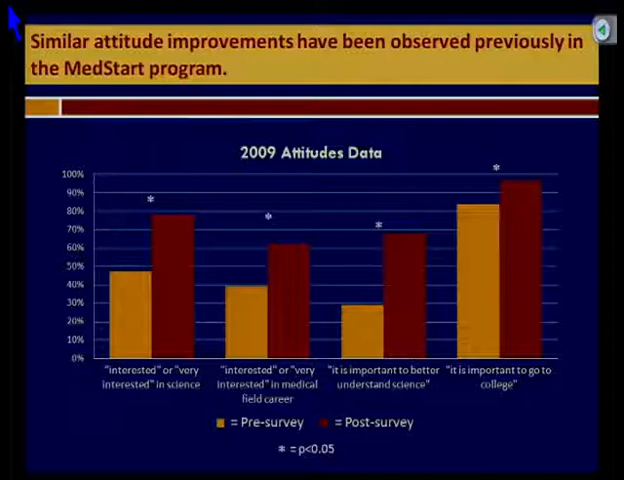 Similar attitude improvements have been observed previously in
the MedStart program.
2009 Attitudes Data
100%
90%
80%
70%
60%
50%
40%
30%
20%
10%
0%
*
*
*
*
"interested" or "very
interested" in science
"interested" or "very
interested" in medical
field career
"it is important to better
understand science"
"it is important to go to
college"
= Pre-survey
= Post-survey
* = p<0.05